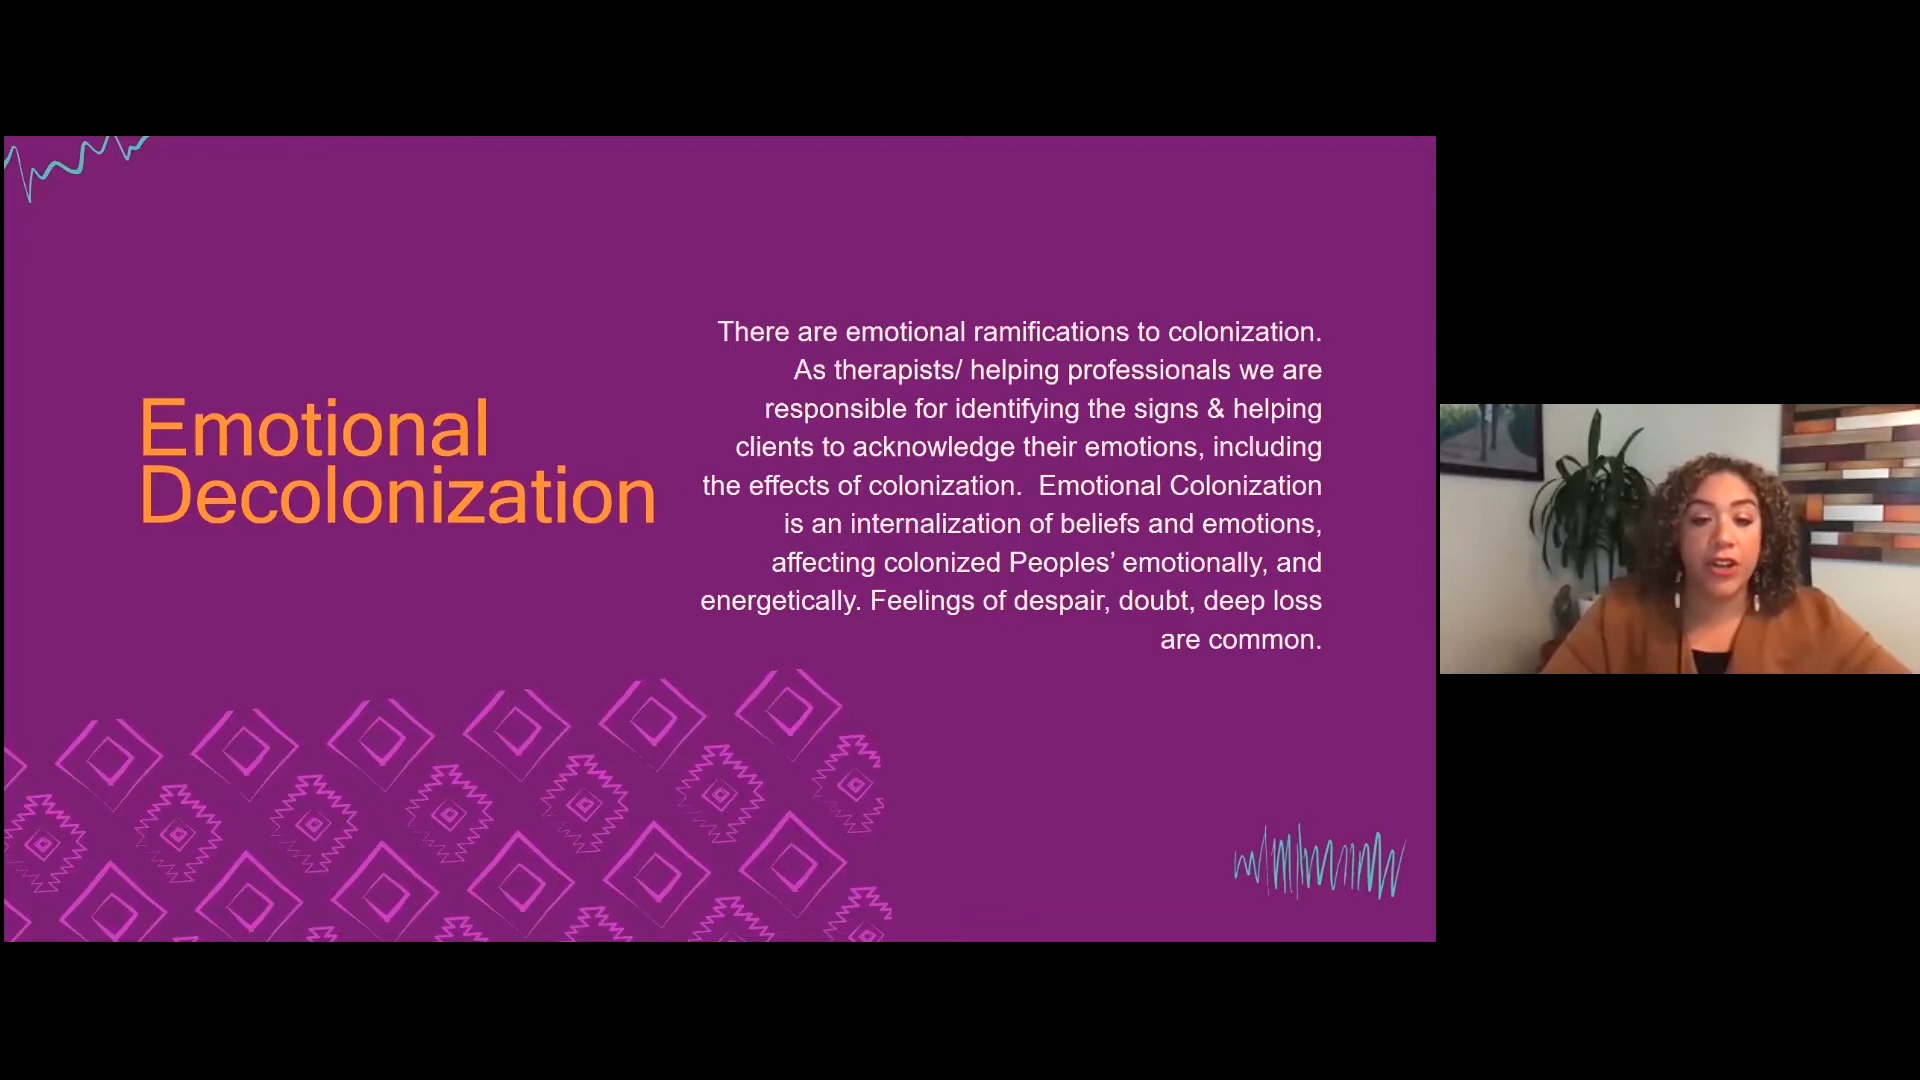 Emotional
Decolonization
There are emotional ramifications to colonization.
As therapists/ helping professionals we are
responsible for identifying the signs & helping
clients to acknowledge their emotions, including
the effects of colonization.  Emotional Colonization
is an internalization of beliefs and emotions,
affecting colonized Peoples’ emotionally, and
energetically. Feelings of despair, doubt, deep loss
are common.